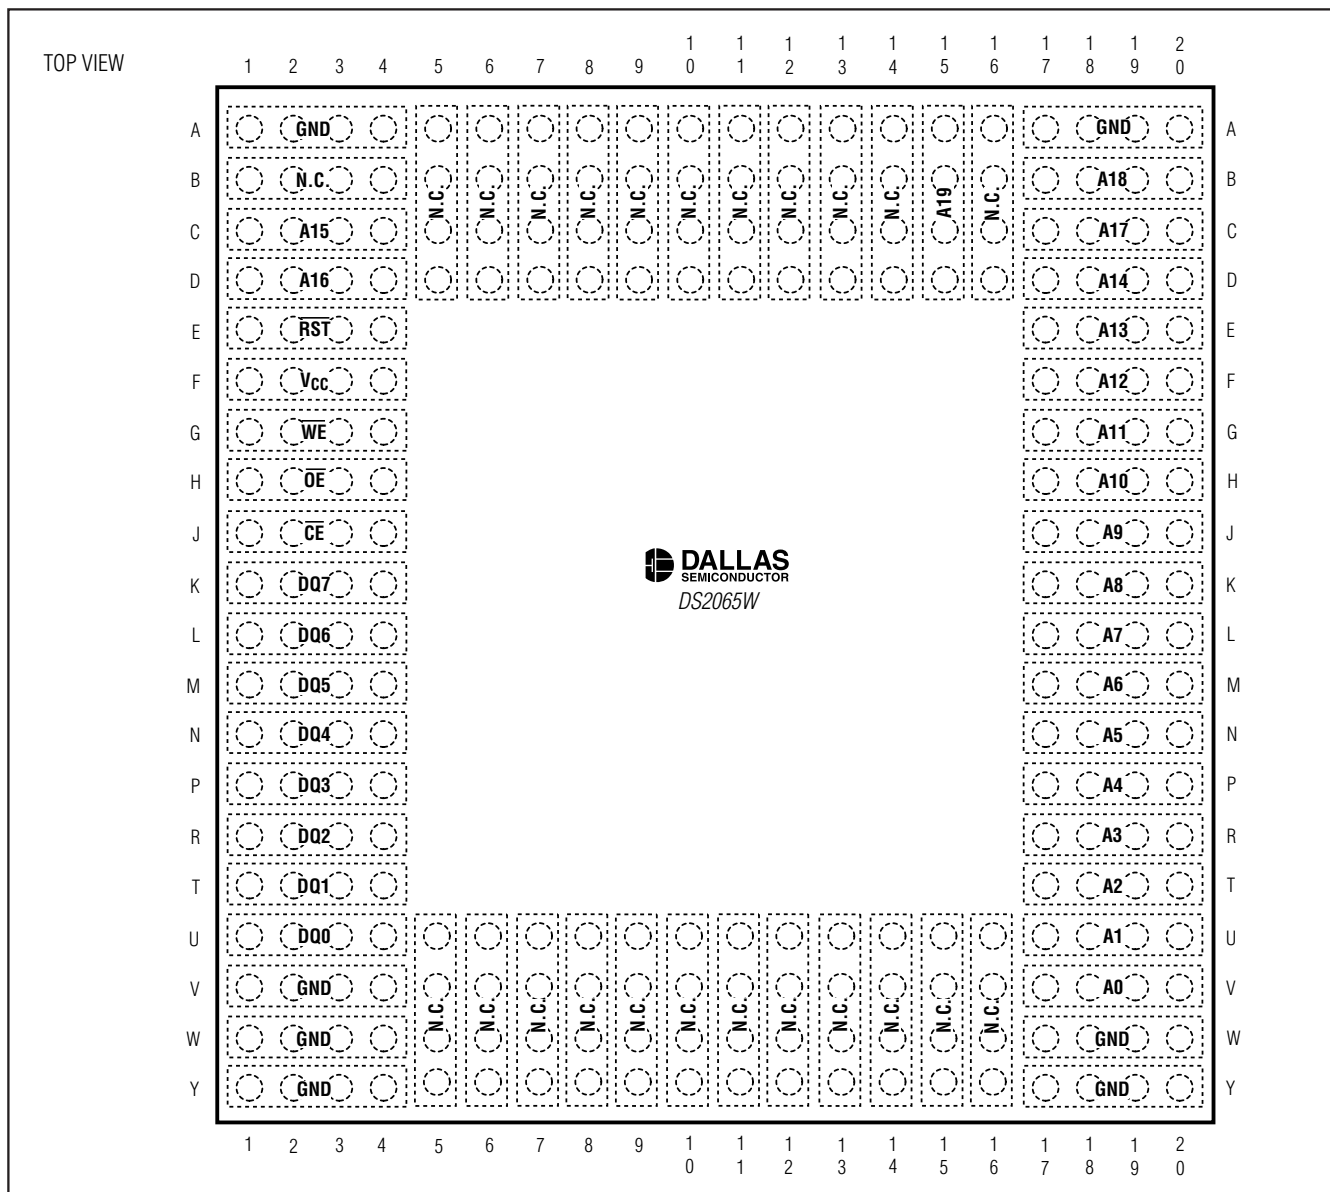 TOP VIEW 1 2 3 4 5 6 7 8 9 10 11 12 13 14 15 16 17 18 19 20
A GND GND A
B N.C. A18 B
N.C. N.C. N.C. N.C. N.C. N.C. N.C. N.C. N.C. N.C. A19 N.C.
C A15 A17 C
D A16 A14 D
E RST A13 E
F VCC A12 F
G WE A11 G
H OE A10 H
J CE A9 J
K DQ7 A8 K
DALLAS
SEMICONDUCTOR
DS2065W
L DQ6 A7 L
M DQ5 A6 M
N DQ4 A5 N
P DQ3 A4 P
R DQ2 A3 R
T DQ1 A2 T
U DQ0 A1 U
V GND A0 V
N.C. N.C. N.C. N.C. N.C. N.C. N.C. N.C. N.C. N.C. N.C. N.C.
W GND GND W
Y GND GND Y
1 2 3 4 5 6 7 8 9 10 11 12 13 14 15 16 17 18 19 20